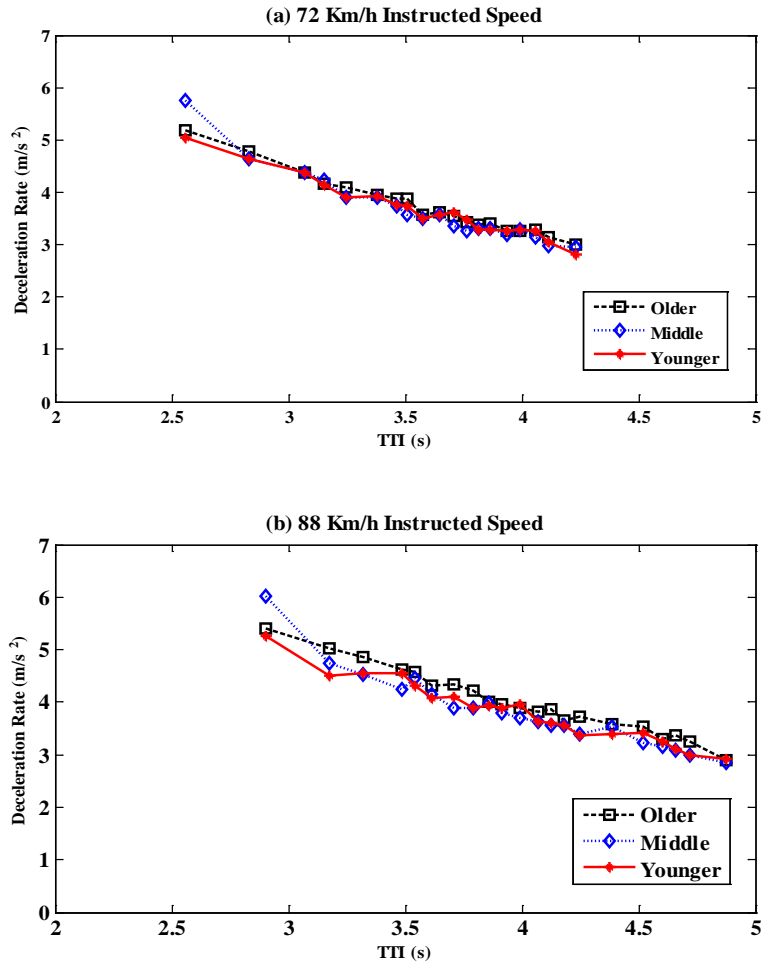 (a) 72 Km/h Instructed Speed
7
6
5
4
3
2
1
0
Deceleration Rate (m/s ²)
2 2.5 3 3.5 4 4.5 5
TTI (s)
Older
Middle
Younger
(b) 88 Km/h Instructed Speed
7
6
5
4
3
2
1
0
Deceleration Rate (m/s ²)
2 2.5 3 3.5 4 4.5 5
TTI (s)
Older
Middle
Younger